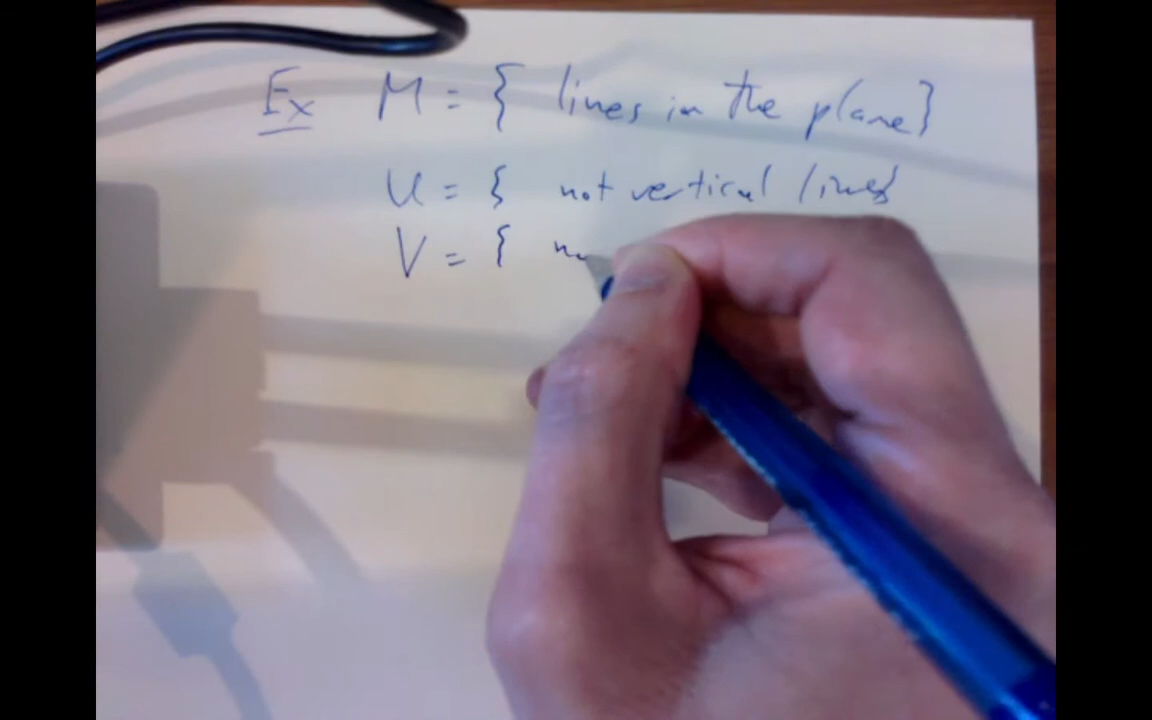 Ex M = { lines in the plane}
U = { not vertical lines}
V = {